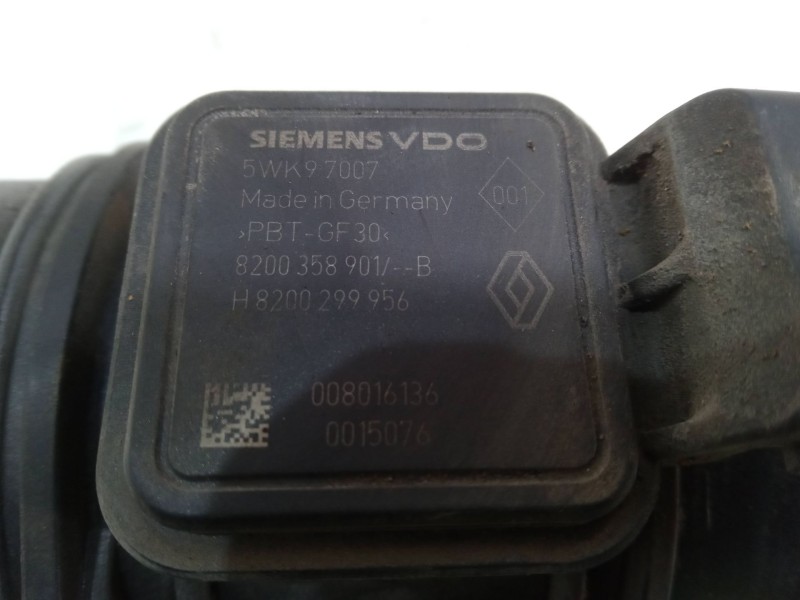 SIEMENS VDO
5WK9 7007
Made in Germany
001
>PBT-GF30<
8200 358 901/--B
H 8200 299 956
008016136
0015076